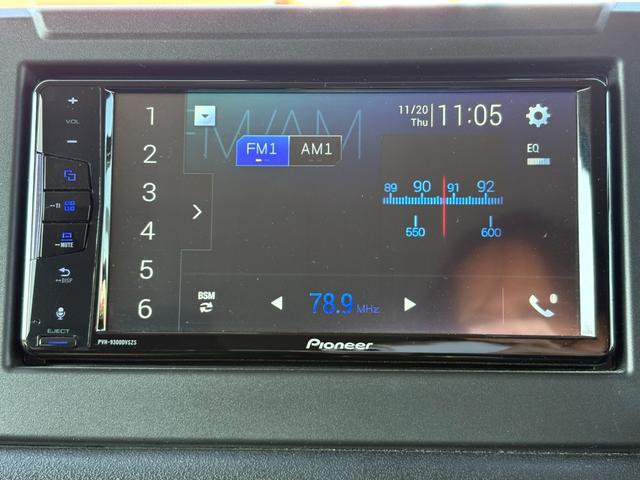 +
VOL
−
MUTE
DISP
EJECT
PVH-9300DVSZS
1
2
3
4
5
6
FM/AM
FM1 AM1
11/20
Thu
11:05
EQ
89 90 91 92
550 600
BSM
78.9 MHz
Pioneer